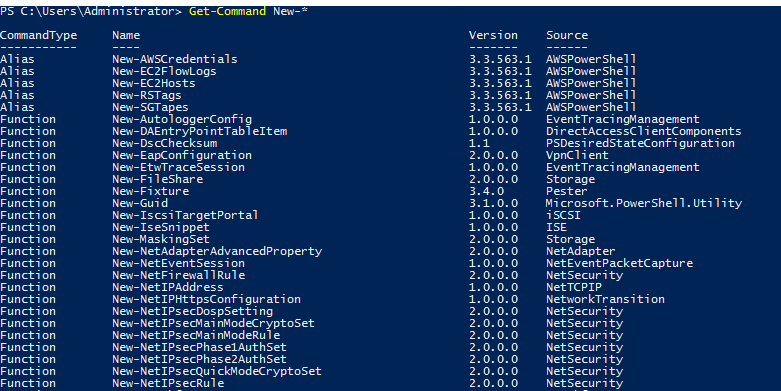 PS C:\Users\Administrator> Get-Command New-*
CommandType Name Version Source
----------- ---- ------- ------
Alias New-AWSCredentials 3.3.563.1 AWSPowerShell
Alias New-EC2FlowLogs 3.3.563.1 AWSPowerShell
Alias New-EC2Hosts 3.3.563.1 AWSPowerShell
Alias New-RSTags 3.3.563.1 AWSPowerShell
Alias New-SGTapes 3.3.563.1 AWSPowerShell
Function New-AutologgerConfig 1.0.0.0 EventTracingManagement
Function New-DAEntryPointTableItem 1.0.0.0 DirectAccessClientComponents
Function New-DscChecksum 1.1 PSDesiredStateConfiguration
Function New-EapConfiguration 2.0.0.0 VpnClient
Function New-EtwTraceSession 1.0.0.0 EventTracingManagement
Function New-FileShare 2.0.0.0 Storage
Function New-Fixture 3.4.0 Pester
Function New-Guid 3.1.0.0 Microsoft.PowerShell.Utility
Function New-IscsiTargetPortal 1.0.0.0 iSCSI
Function New-IseSnippet 1.0.0.0 ISE
Function New-MaskingSet 2.0.0.0 Storage
Function New-NetAdapterAdvancedProperty 2.0.0.0 NetAdapter
Function New-NetEventSession 1.0.0.0 NetEventPacketCapture
Function New-NetFirewallRule 2.0.0.0 NetSecurity
Function New-NetIPAddress 1.0.0.0 NetTCPIP
Function New-NetIPHttpsConfiguration 1.0.0.0 NetworkTransition
Function New-NetIPsecDospSetting 2.0.0.0 NetSecurity
Function New-NetIPsecMainModeCryptoSet 2.0.0.0 NetSecurity
Function New-NetIPsecMainModeRule 2.0.0.0 NetSecurity
Function New-NetIPsecPhase1AuthSet 2.0.0.0 NetSecurity
Function New-NetIPsecPhase2AuthSet 2.0.0.0 NetSecurity
Function New-NetIPsecQuickModeCryptoSet 2.0.0.0 NetSecurity
Function New-NetIPsecRule 2.0.0.0 NetSecurity